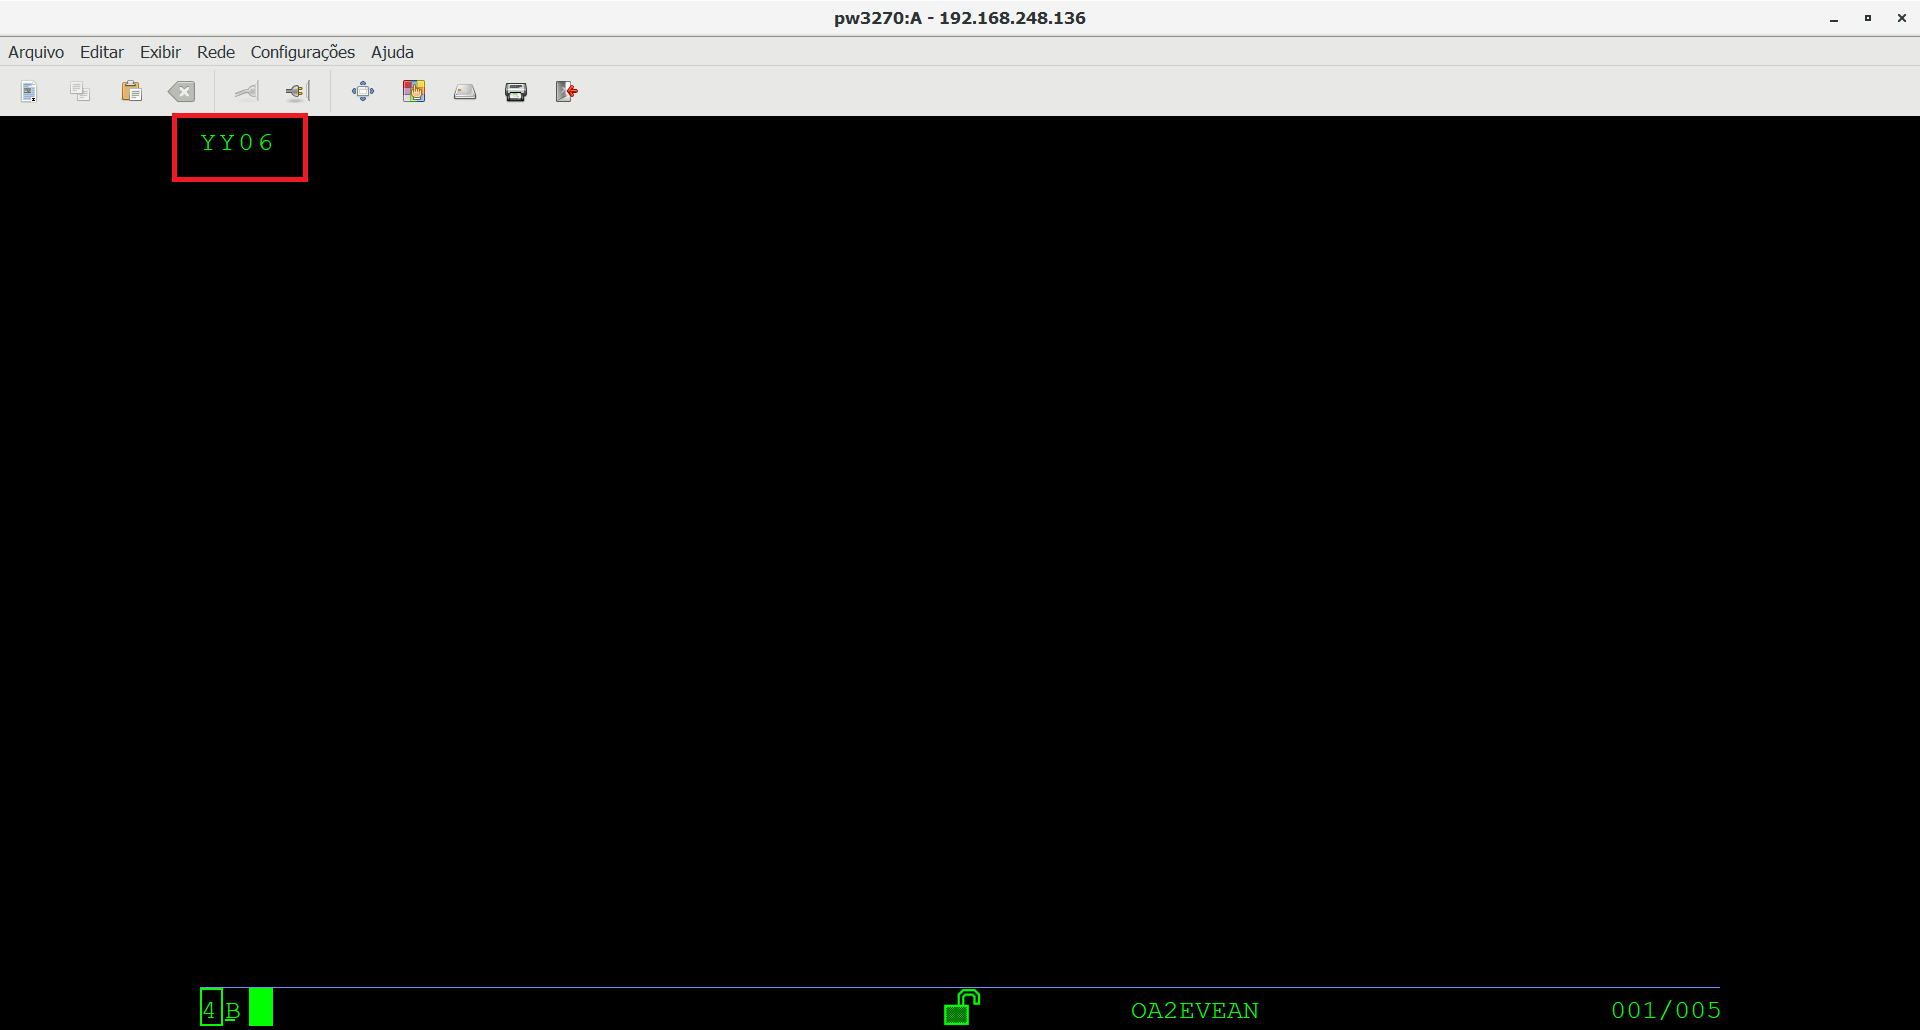 pw3270:A - 192.168.248.136
Arquivo Editar Exibir Rede Configurações Ajuda
YY06
4B OA2EVEAN 001/005